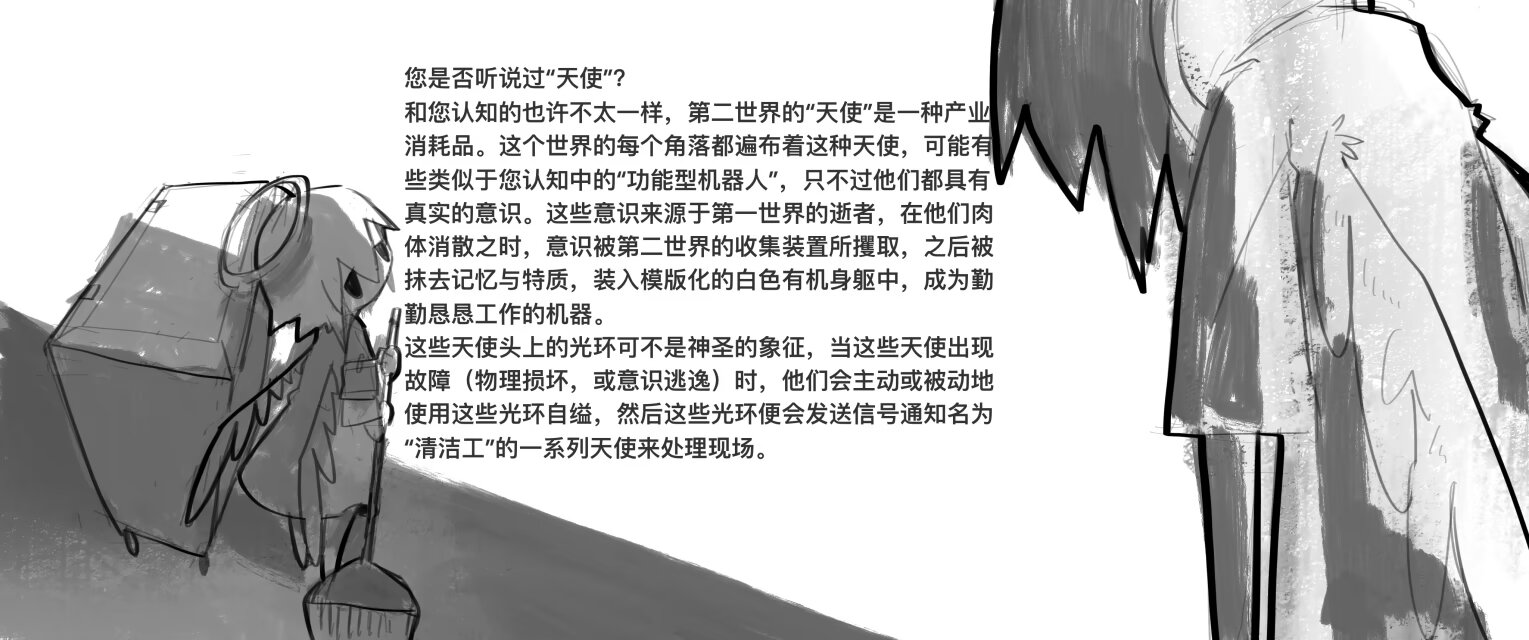 您是否听说过“天使”？
和您认知的也许不太一样，第二世界的“天使”是一种产业
消耗品。这个世界的每个角落都遍布着这种天使，可能有
些类似于您认知中的“功能型机器人”，只不过他们都具有
真实的意识。这些意识来源于第一世界的逝者，在他们肉
体消散之时，意识被第二世界的收集装置所攫取，之后被
抹去记忆与特质，装入模版化的白色有机身躯中，成为勤
勤恳恳工作的机器。
这些天使头上的光环可不是神圣的象征，当这些天使出现
故障（物理损坏，或意识逃逸）时，他们会主动或被动地
使用这些光环自缢，然后这些光环便会发送信号通知名为
“清洁工”的一系列天使来处理现场。